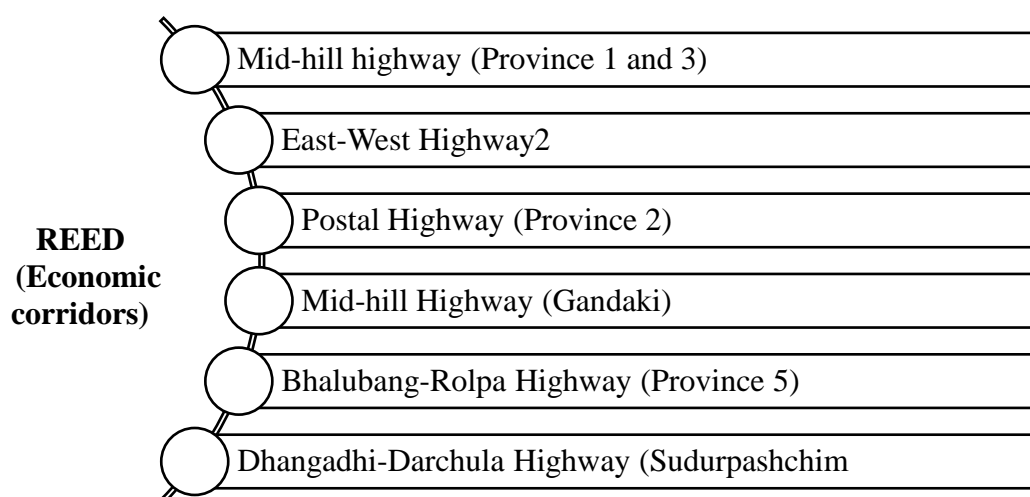 Mid-hill highway (Province 1 and 3)
East-West Highway2
Postal Highway (Province 2)
REED
(Economic
corridors)
Mid-hill Highway (Gandaki)
Bhalubang-Rolpa Highway (Province 5)
Dhangadhi-Darchula Highway (Sudurpashchim